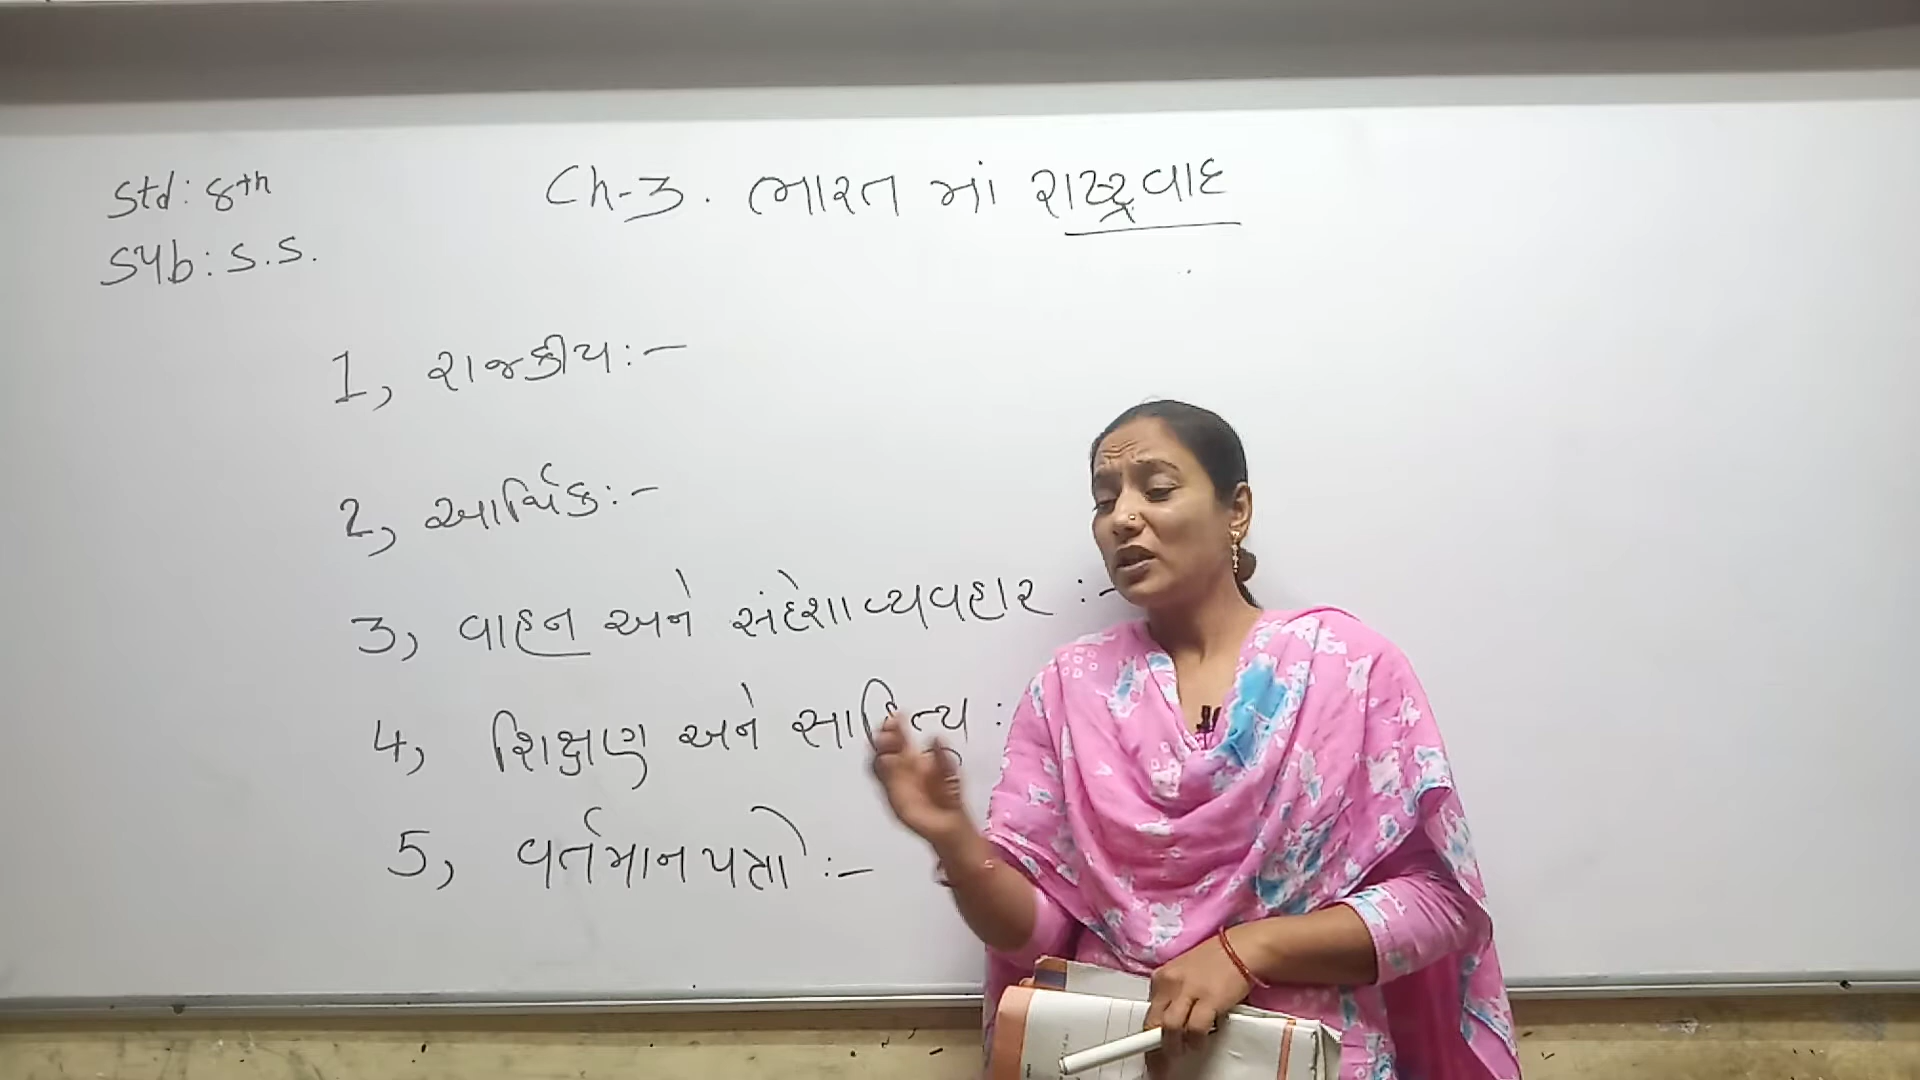 Std: 8th
Sub: S.S.
Ch-3. ભારત માં રાષ્ટ્રવાદ
1, રાજકીય :-
2, આર્થિક :-
3, વાહન અને સંદેશાવ્યવહાર :-
4, શિક્ષણ અને સાહિત્ય :
5, વર્તમાનપત્રો :-